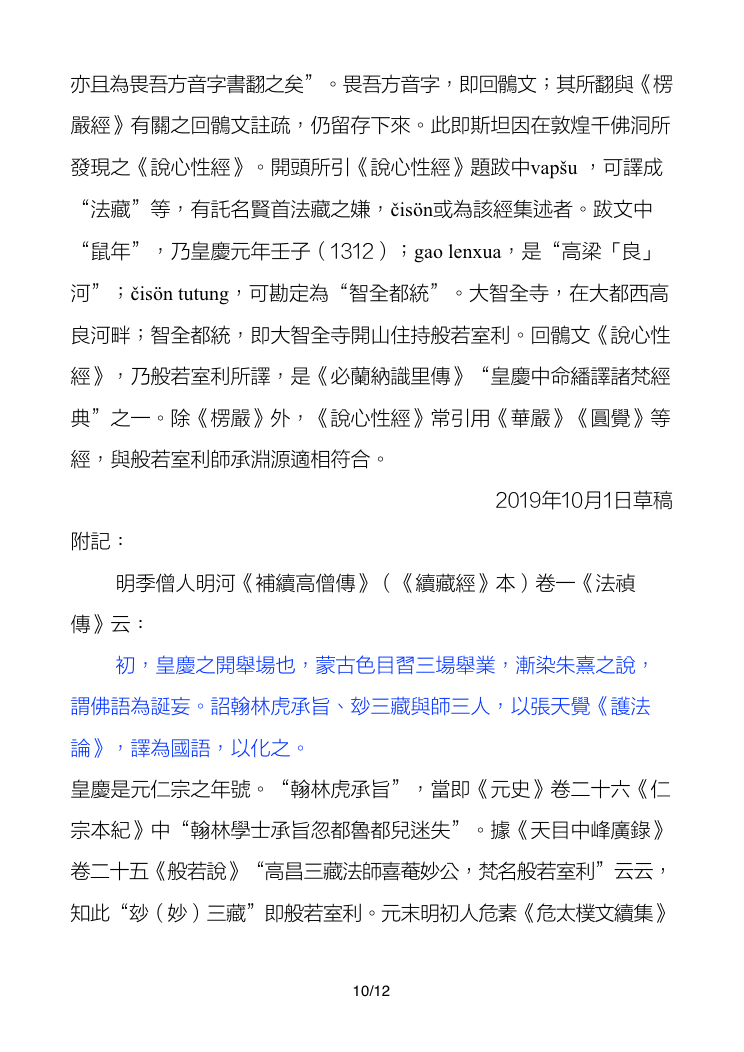 亦且為畏吾方音字書翻之矣”。畏吾方音字，即回鶻文；其所翻與《楞
嚴經》有關之回鶻文註疏，仍留存下來。此即斯坦因在敦煌千佛洞所
發現之《說心性經》。開頭所引《說心性經》題跋中vapšu ，可譯成
“法藏”等，有託名賢首法藏之嫌，čisön或為該經集述者。跋文中
“鼠年”，乃皇慶元年壬子（1312）；gao lenxua，是“高梁「良」
河”；čisön tutung，可勘定為“智全都統”。大智全寺，在大都西高
良河畔；智全都統，即大智全寺開山住持般若室利。回鶻文《說心性
經》，乃般若室利所譯，是《必蘭納識里傳》“皇慶中命繙譯諸梵經
典”之一。除《楞嚴》外，《說心性經》常引用《華嚴》《圓覺》等
經，與般若室利師承淵源適相符合。
2019年10月1日草稿
附記：
明季僧人明河《補續高僧傳》（《續藏經》本）卷一《法禎
傳》云：
初，皇慶之開舉場也，蒙古色目習三場舉業，漸染朱熹之說，
謂佛語為誕妄。詔翰林虎承旨、玅三藏與師三人，以張天覺《護法
論》，譯為國語，以化之。
皇慶是元仁宗之年號。“翰林虎承旨”，當即《元史》卷二十六《仁
宗本紀》中“翰林學士承旨忽都魯都兒迷失”。據《天目中峰廣錄》
卷二十五《般若說》“高昌三藏法師喜菴妙公，梵名般若室利”云云，
知此“玅（妙）三藏”即般若室利。元末明初人危素《危太樸文續集》
10/12